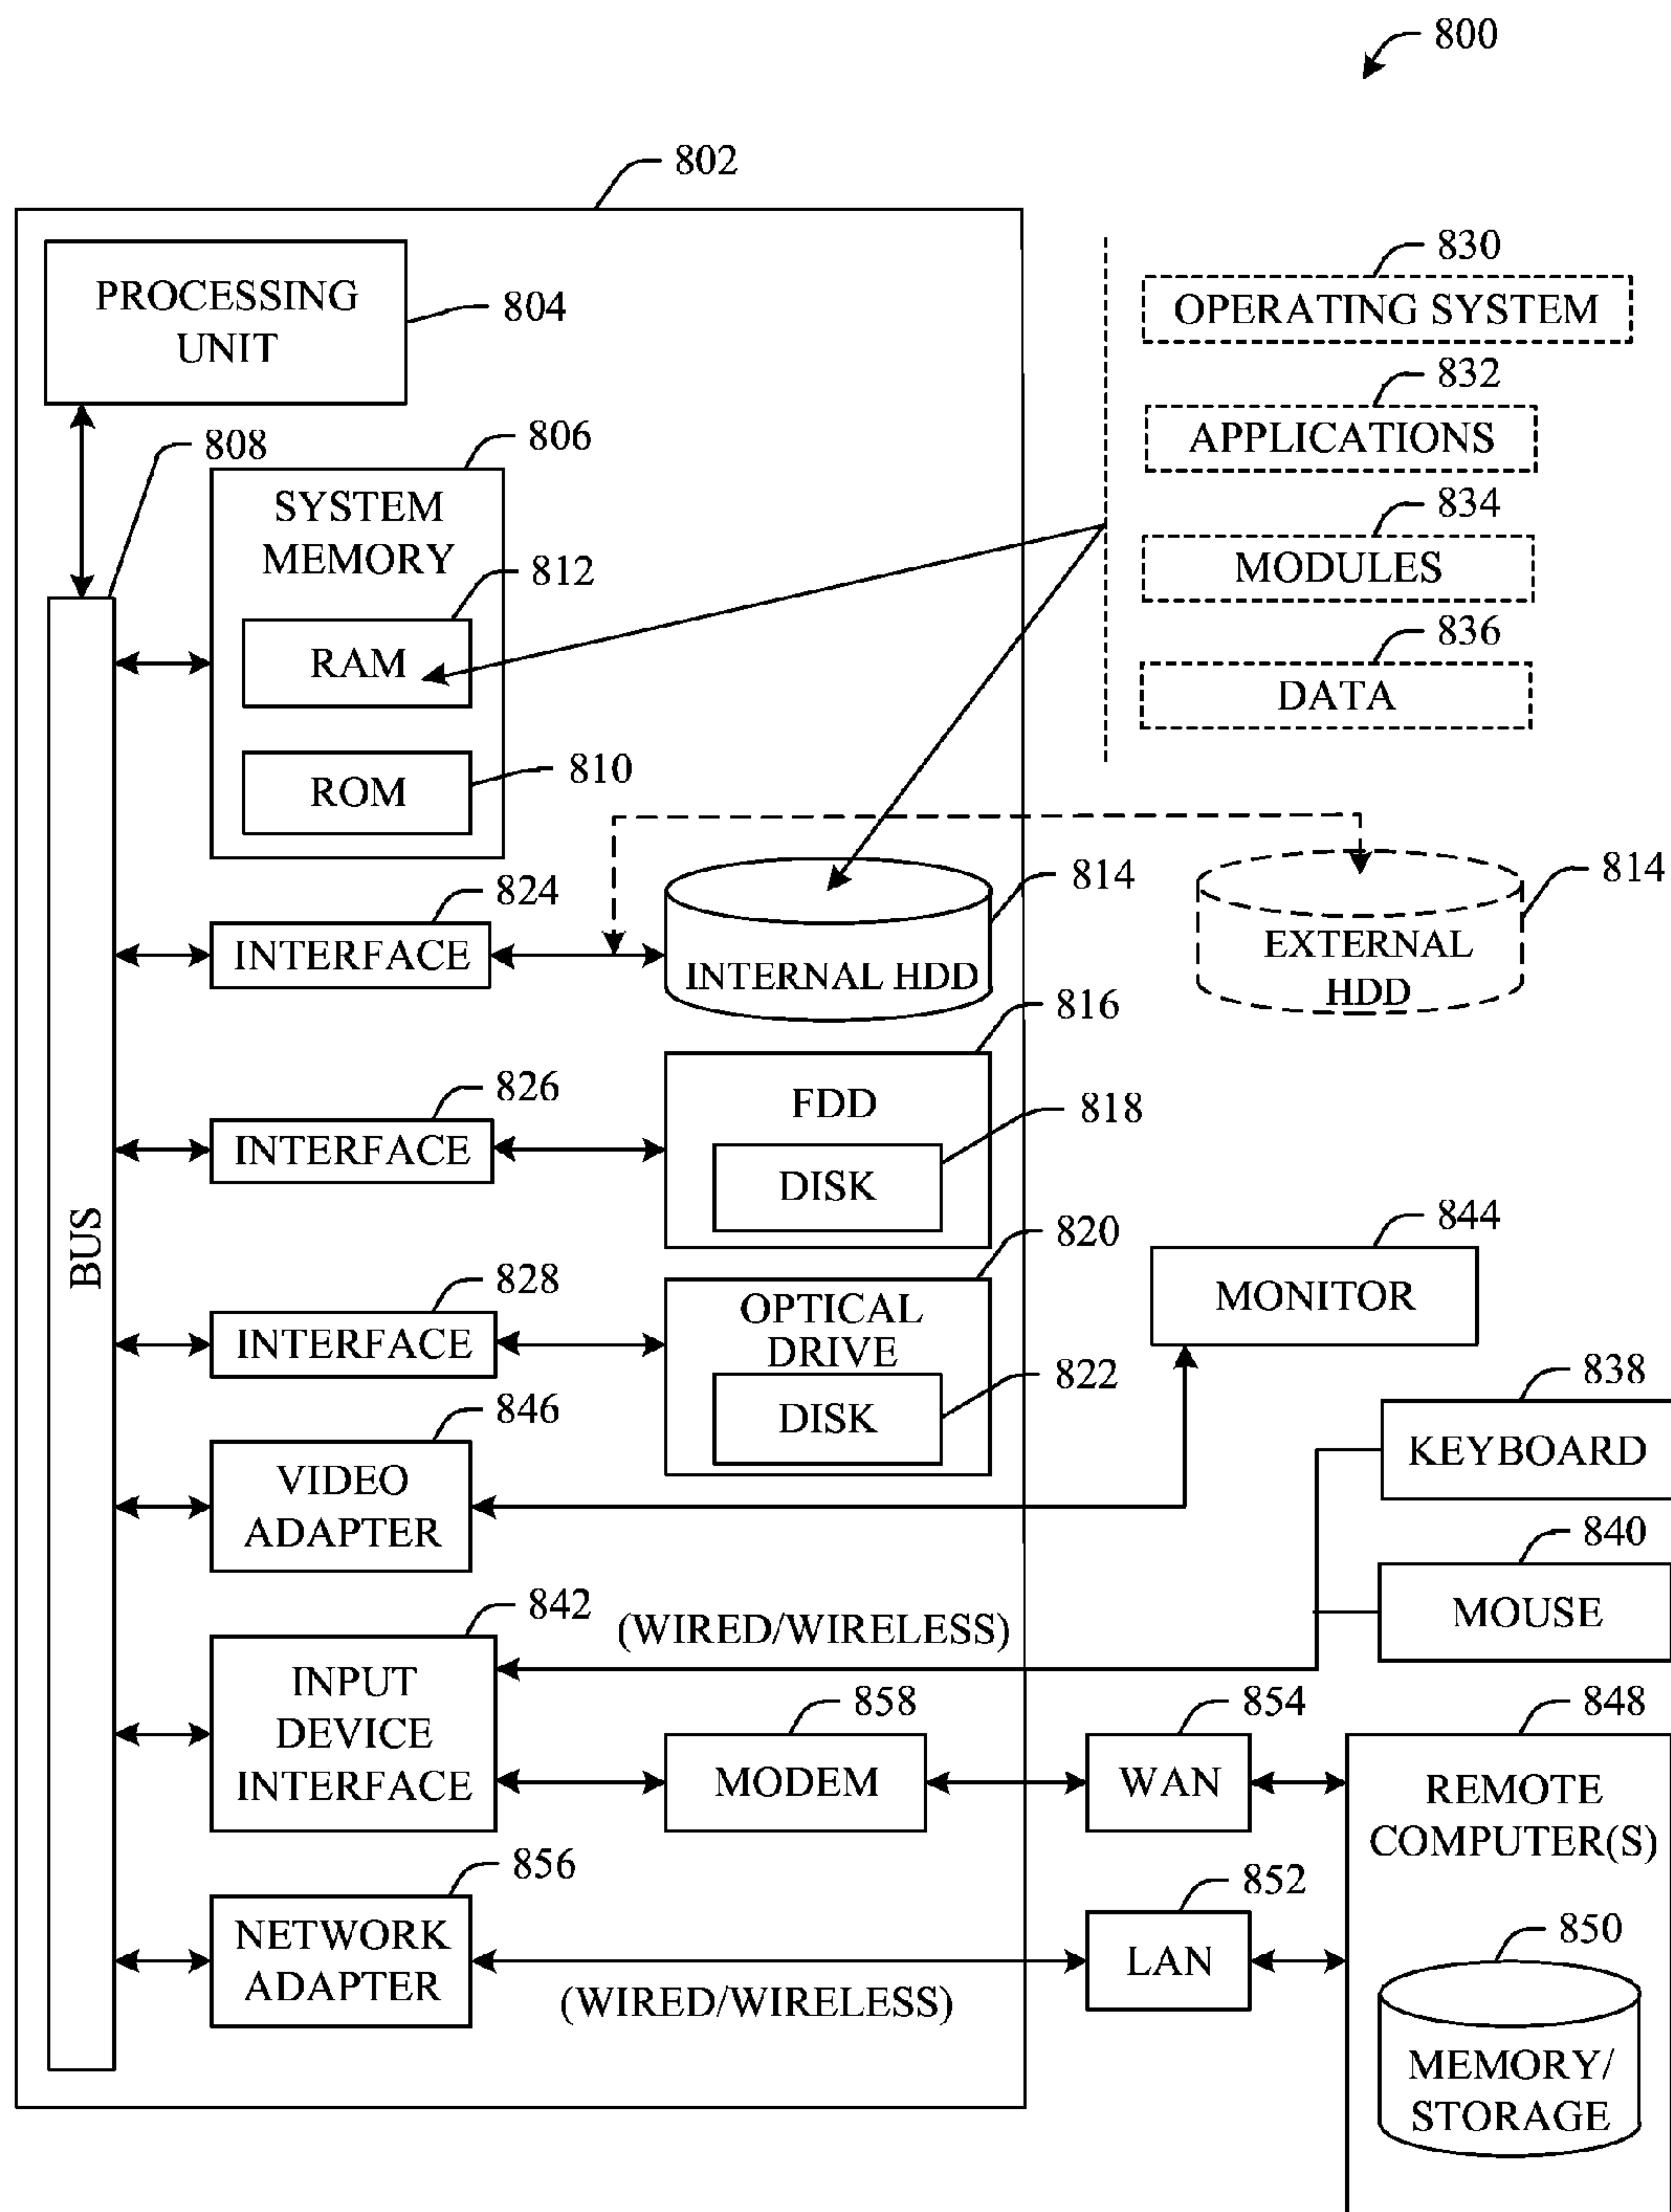 800
802
PROCESSING
UNIT
804
830
OPERATING SYSTEM
832
APPLICATIONS
834
MODULES
836
DATA
808
806
SYSTEM
MEMORY
812
RAM
810
ROM
824
INTERFACE
814
INTERNAL HDD
814
EXTERNAL
HDD
816
FDD
826
INTERFACE
818
DISK
BUS
820
OPTICAL
DRIVE
828
INTERFACE
822
DISK
844
MONITOR
846
VIDEO
ADAPTER
838
KEYBOARD
840
MOUSE
842
INPUT
DEVICE
INTERFACE
(WIRED/WIRELESS)
858
MODEM
854
WAN
848
REMOTE
COMPUTER(S)
856
NETWORK
ADAPTER
(WIRED/WIRELESS)
852
LAN
850
MEMORY/
STORAGE